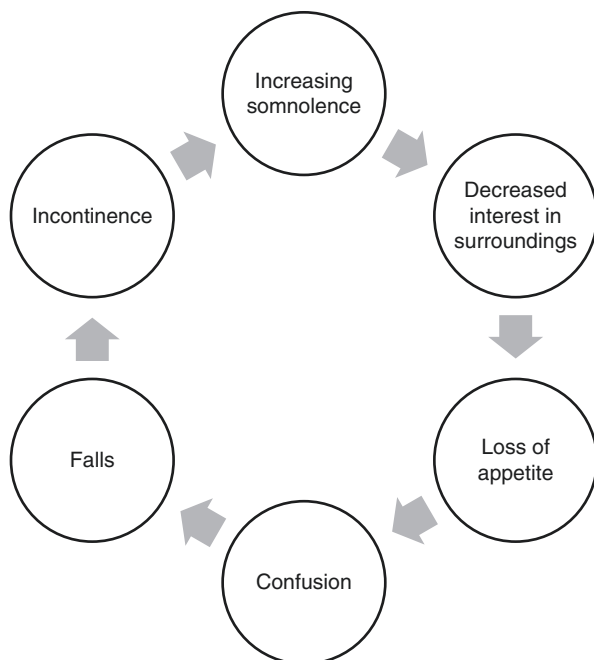 Increasing
somnolence
Decreased
interest in
surroundings
Loss of
appetite
Confusion
Falls
Incontinence